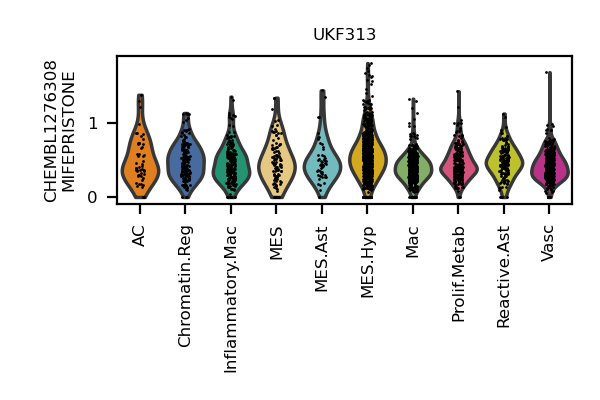 UKF313
CHEMBL1276308
MIFEPRISTONE
1
0
AC
Chromatin.Reg
Inflammatory.Mac
MES
MES.Ast
MES.Hyp
Mac
Prolif.Metab
Reactive.Ast
Vasc